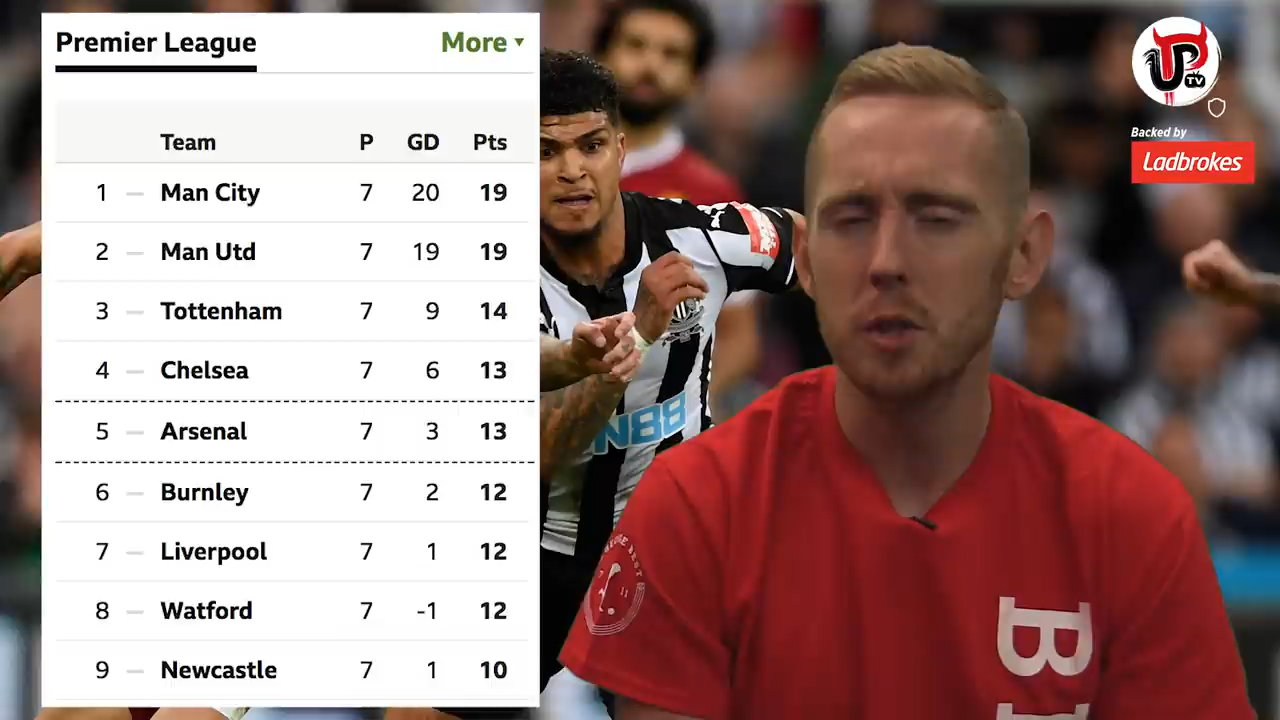 Premier League More ▼
Team P GD Pts
1 – Man City 7 20 19
2 – Man Utd 7 19 19
3 – Tottenham 7 9 14
4 – Chelsea 7 6 13
5 – Arsenal 7 3 13
6 – Burnley 7 2 12
7 – Liverpool 7 1 12
8 – Watford 7 -1 12
9 – Newcastle 7 1 10
UP
TV
Backed by
Ladbrokes
N88
BEST
B